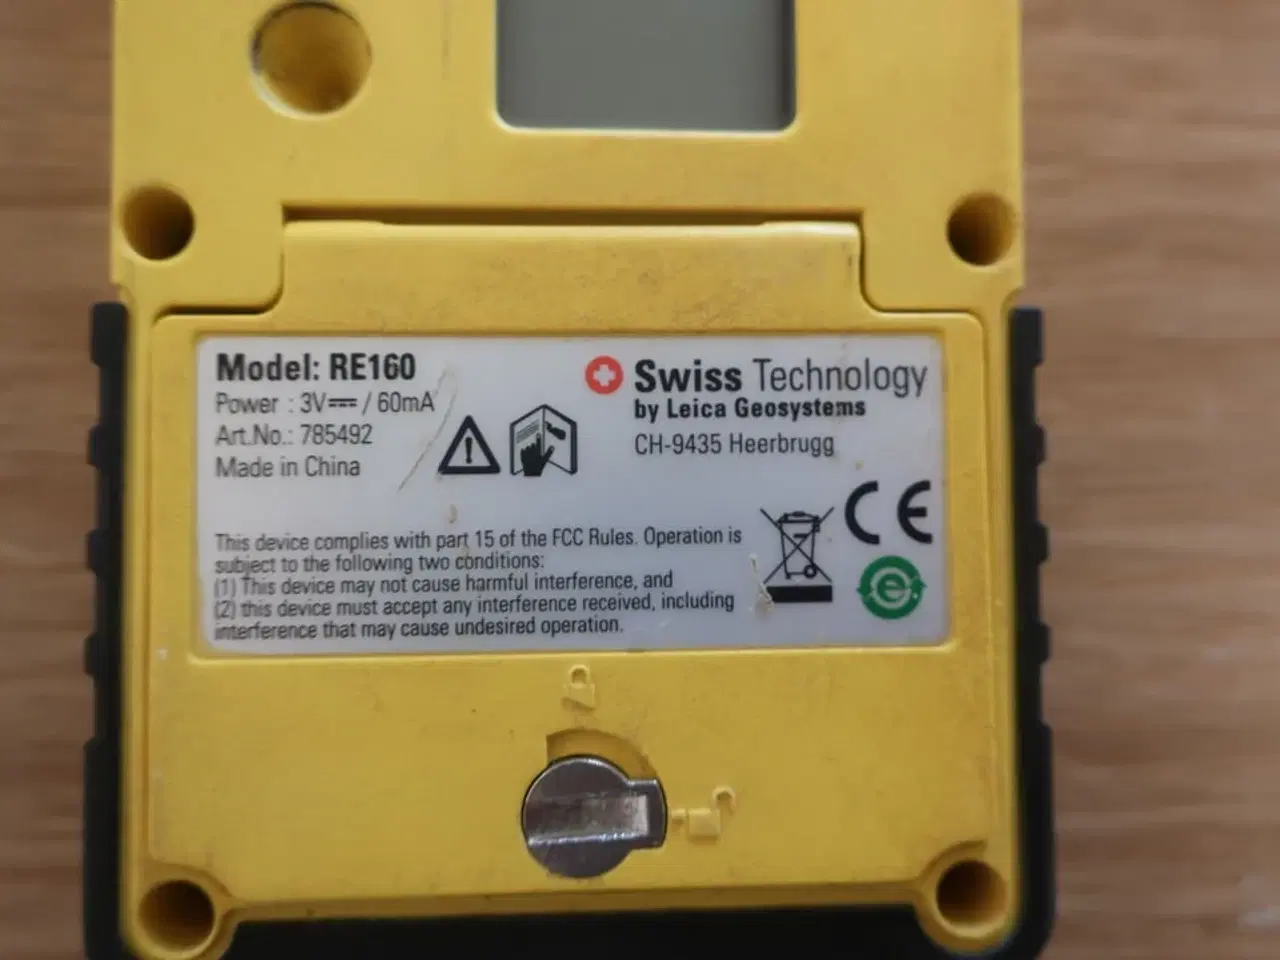 Model: RE160
Power : 3V⎓ / 60mA
Art.No.: 785492
Made in China
Swiss Technology
by Leica Geosystems
CH-9435 Heerbrugg
CE
This device complies with part 15 of the FCC Rules. Operation is
subject to the following two conditions:
(1) This device may not cause harmful interference, and
(2) this device must accept any interference received, including
interference that may cause undesired operation.
e